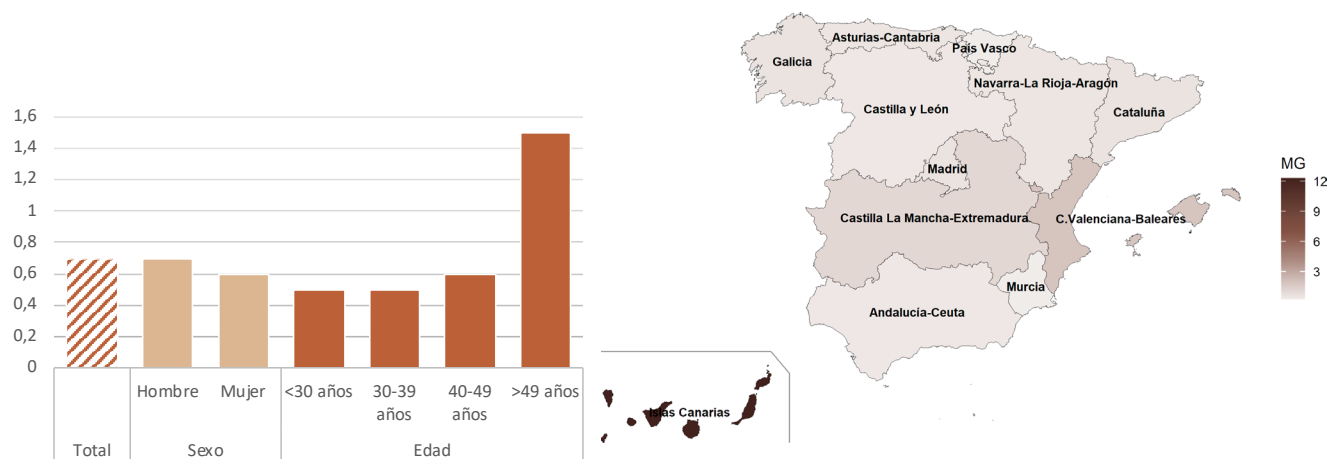 1,6
1,4
1,2
1
0,8
0,6
0,4
0,2
0
Hombre
Mujer
<30 años
30-39
años
40-49
años
>49 años
Total
Sexo
Edad
Asturias-Cantabria
País Vasco
Galicia
Navarra-La Rioja-Aragón
Castilla y León
Cataluña
Madrid
Castilla La Mancha-Extremadura
C.Valenciana-Baleares
Murcia
Andalucía-Ceuta
Islas Canarias
MG
12
9
6
3